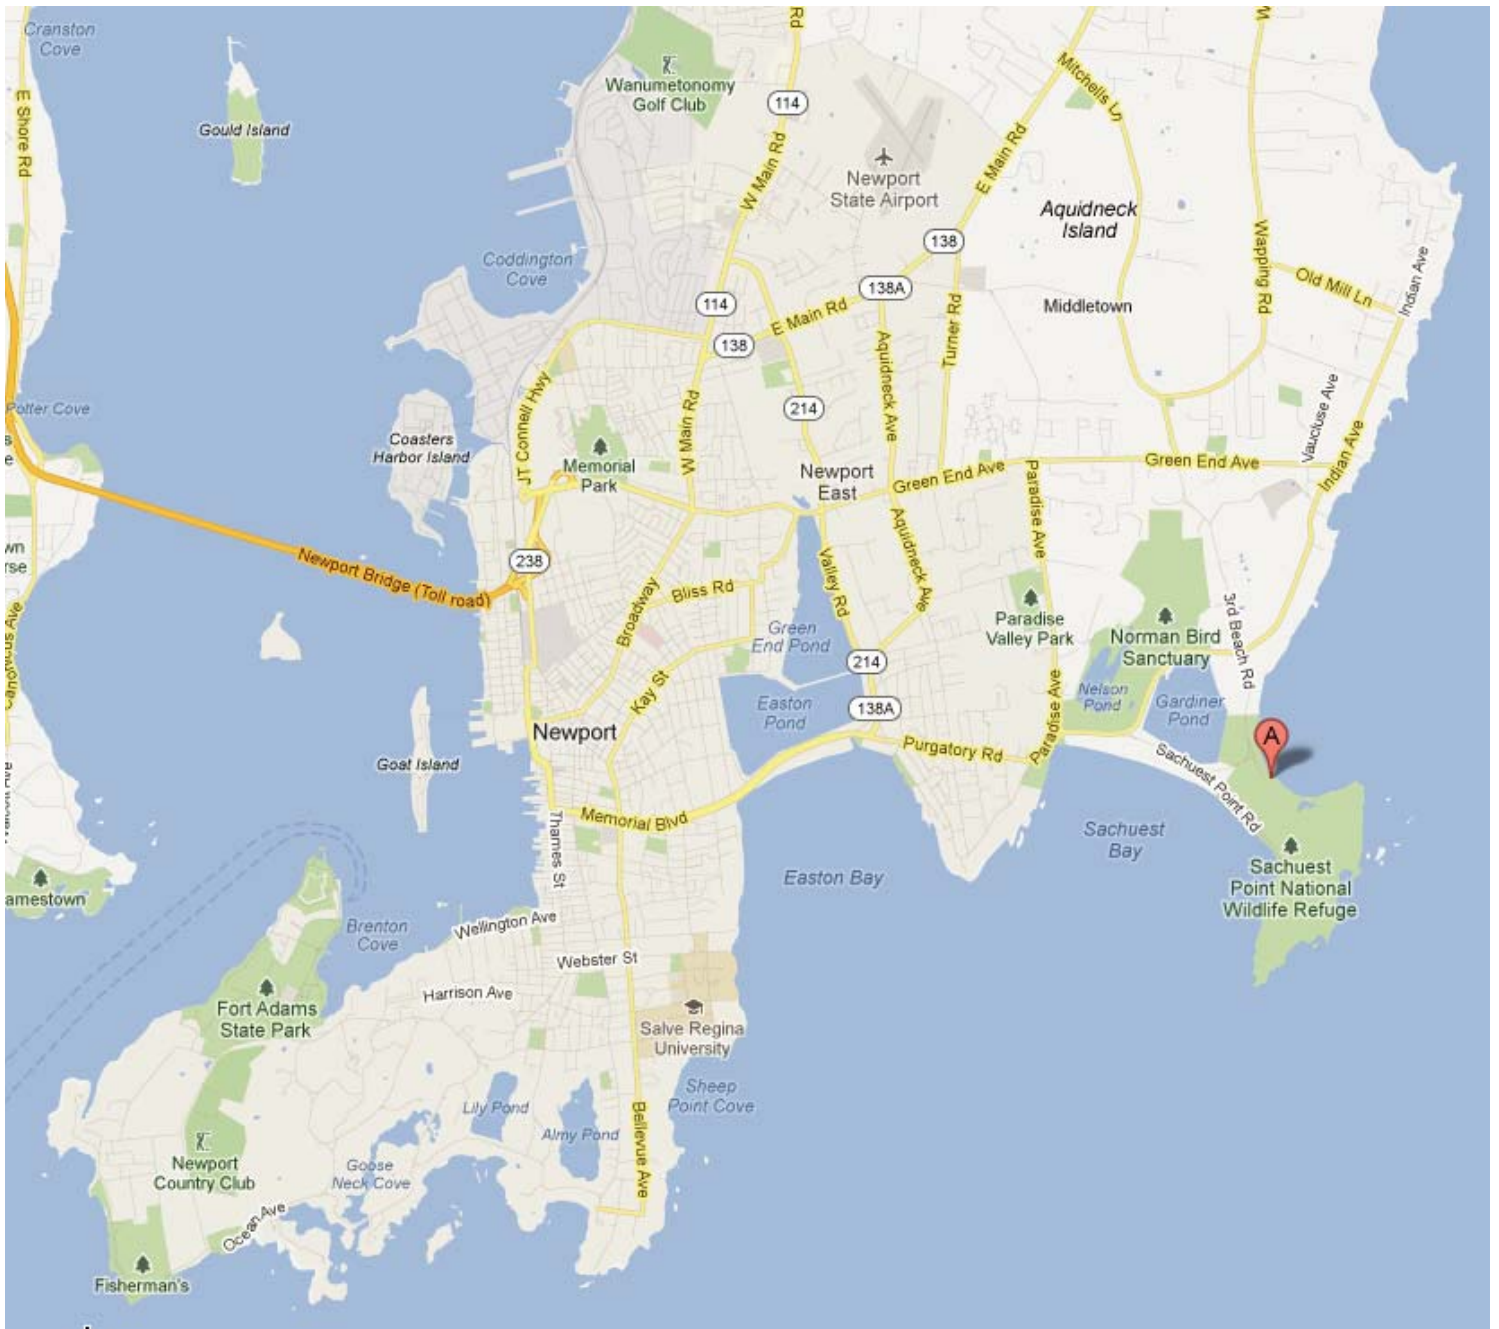 Cranston
Cove
E Shore Rd
Gould Island
Wanumetonomy
Golf Club
Rd
114
W Main Rd
Newport
State Airport
E Main Rd
Mitchells Ln
W
Aquidneck
Island
138
Wapping Rd
Old Mill Ln
Indian Ave
Coddington
Cove
114
138A
E Main Rd
138
Middletown
Turner Rd
Aquidneck Ave
JT Connell Hwy
W Main Rd
214
Vaucluse Ave
Potter Cove
Coasters
Harbor Island
Memorial
Park
Newport
East
Green End Ave
Green End Ave
Indian Ave
Paradise Ave
Aquidneck Ave
238
Newport Bridge (Toll road)
Valley Rd
Bliss Rd
Broadway
Green
End Pond
Paradise
Valley Park
Norman Bird
Sanctuary
3rd Beach Rd
214
Kay St
Easton
Pond
138A
Nelson
Pond
Gardiner
Pond
Paradise Ave
Newport
Purgatory Rd
A
Goat Island
Sachuest Point Rd
Memorial Blvd
Thames St
Sachuest
Bay
Easton Bay
Sachuest
Point National
Wildlife Refuge
amestown
Brenton
Cove
Wellington Ave
Webster St
Harrison Ave
Fort Adams
State Park
Salve Regina
University
Sheep
Point Cove
Lily Pond
Almy Pond
Bellevue Ave
Newport
Country Club
Goose
Neck Cove
Ocean Ave
Fisherman's